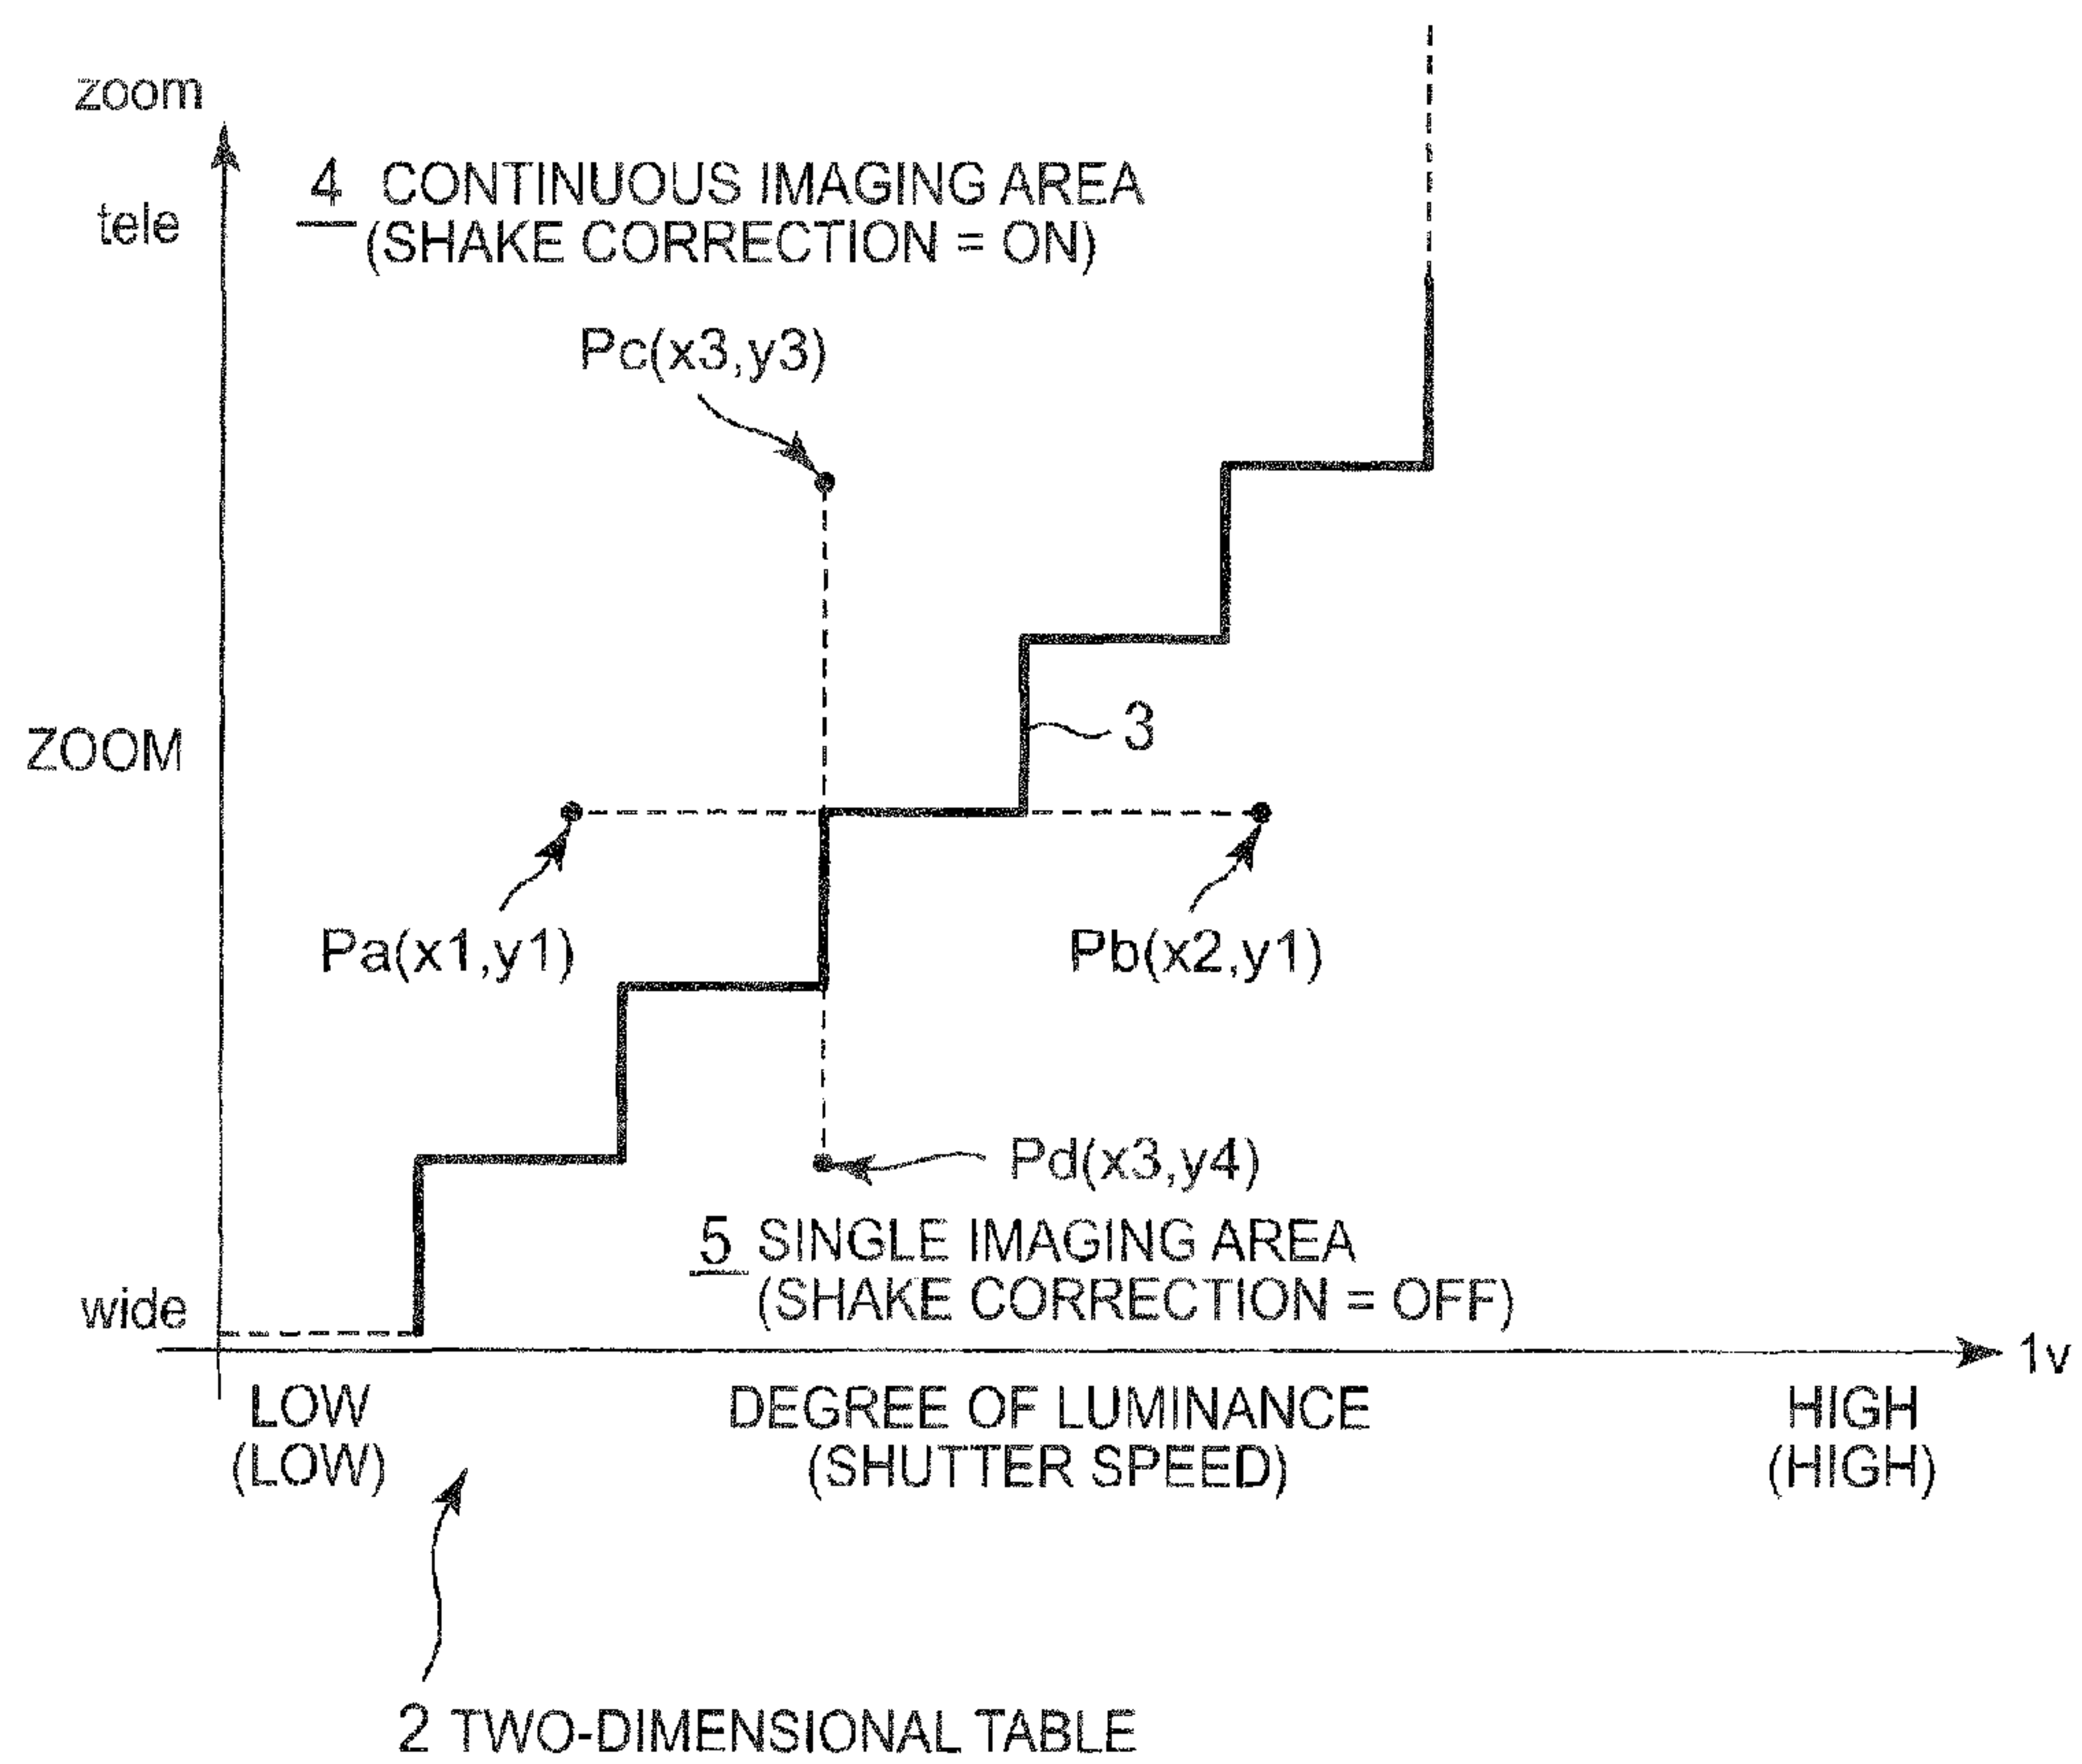 zoom
tele
4 CONTINUOUS IMAGING AREA
(SHAKE CORRECTION = ON)
Pc(x3,y3)
ZOOM
3
Pa(x1,y1)
Pb(x2,y1)
Pd(x3,y4)
5 SINGLE IMAGING AREA
(SHAKE CORRECTION = OFF)
wide
1v
LOW
(LOW)
DEGREE OF LUMINANCE
(SHUTTER SPEED)
HIGH
(HIGH)
2 TWO-DIMENSIONAL TABLE